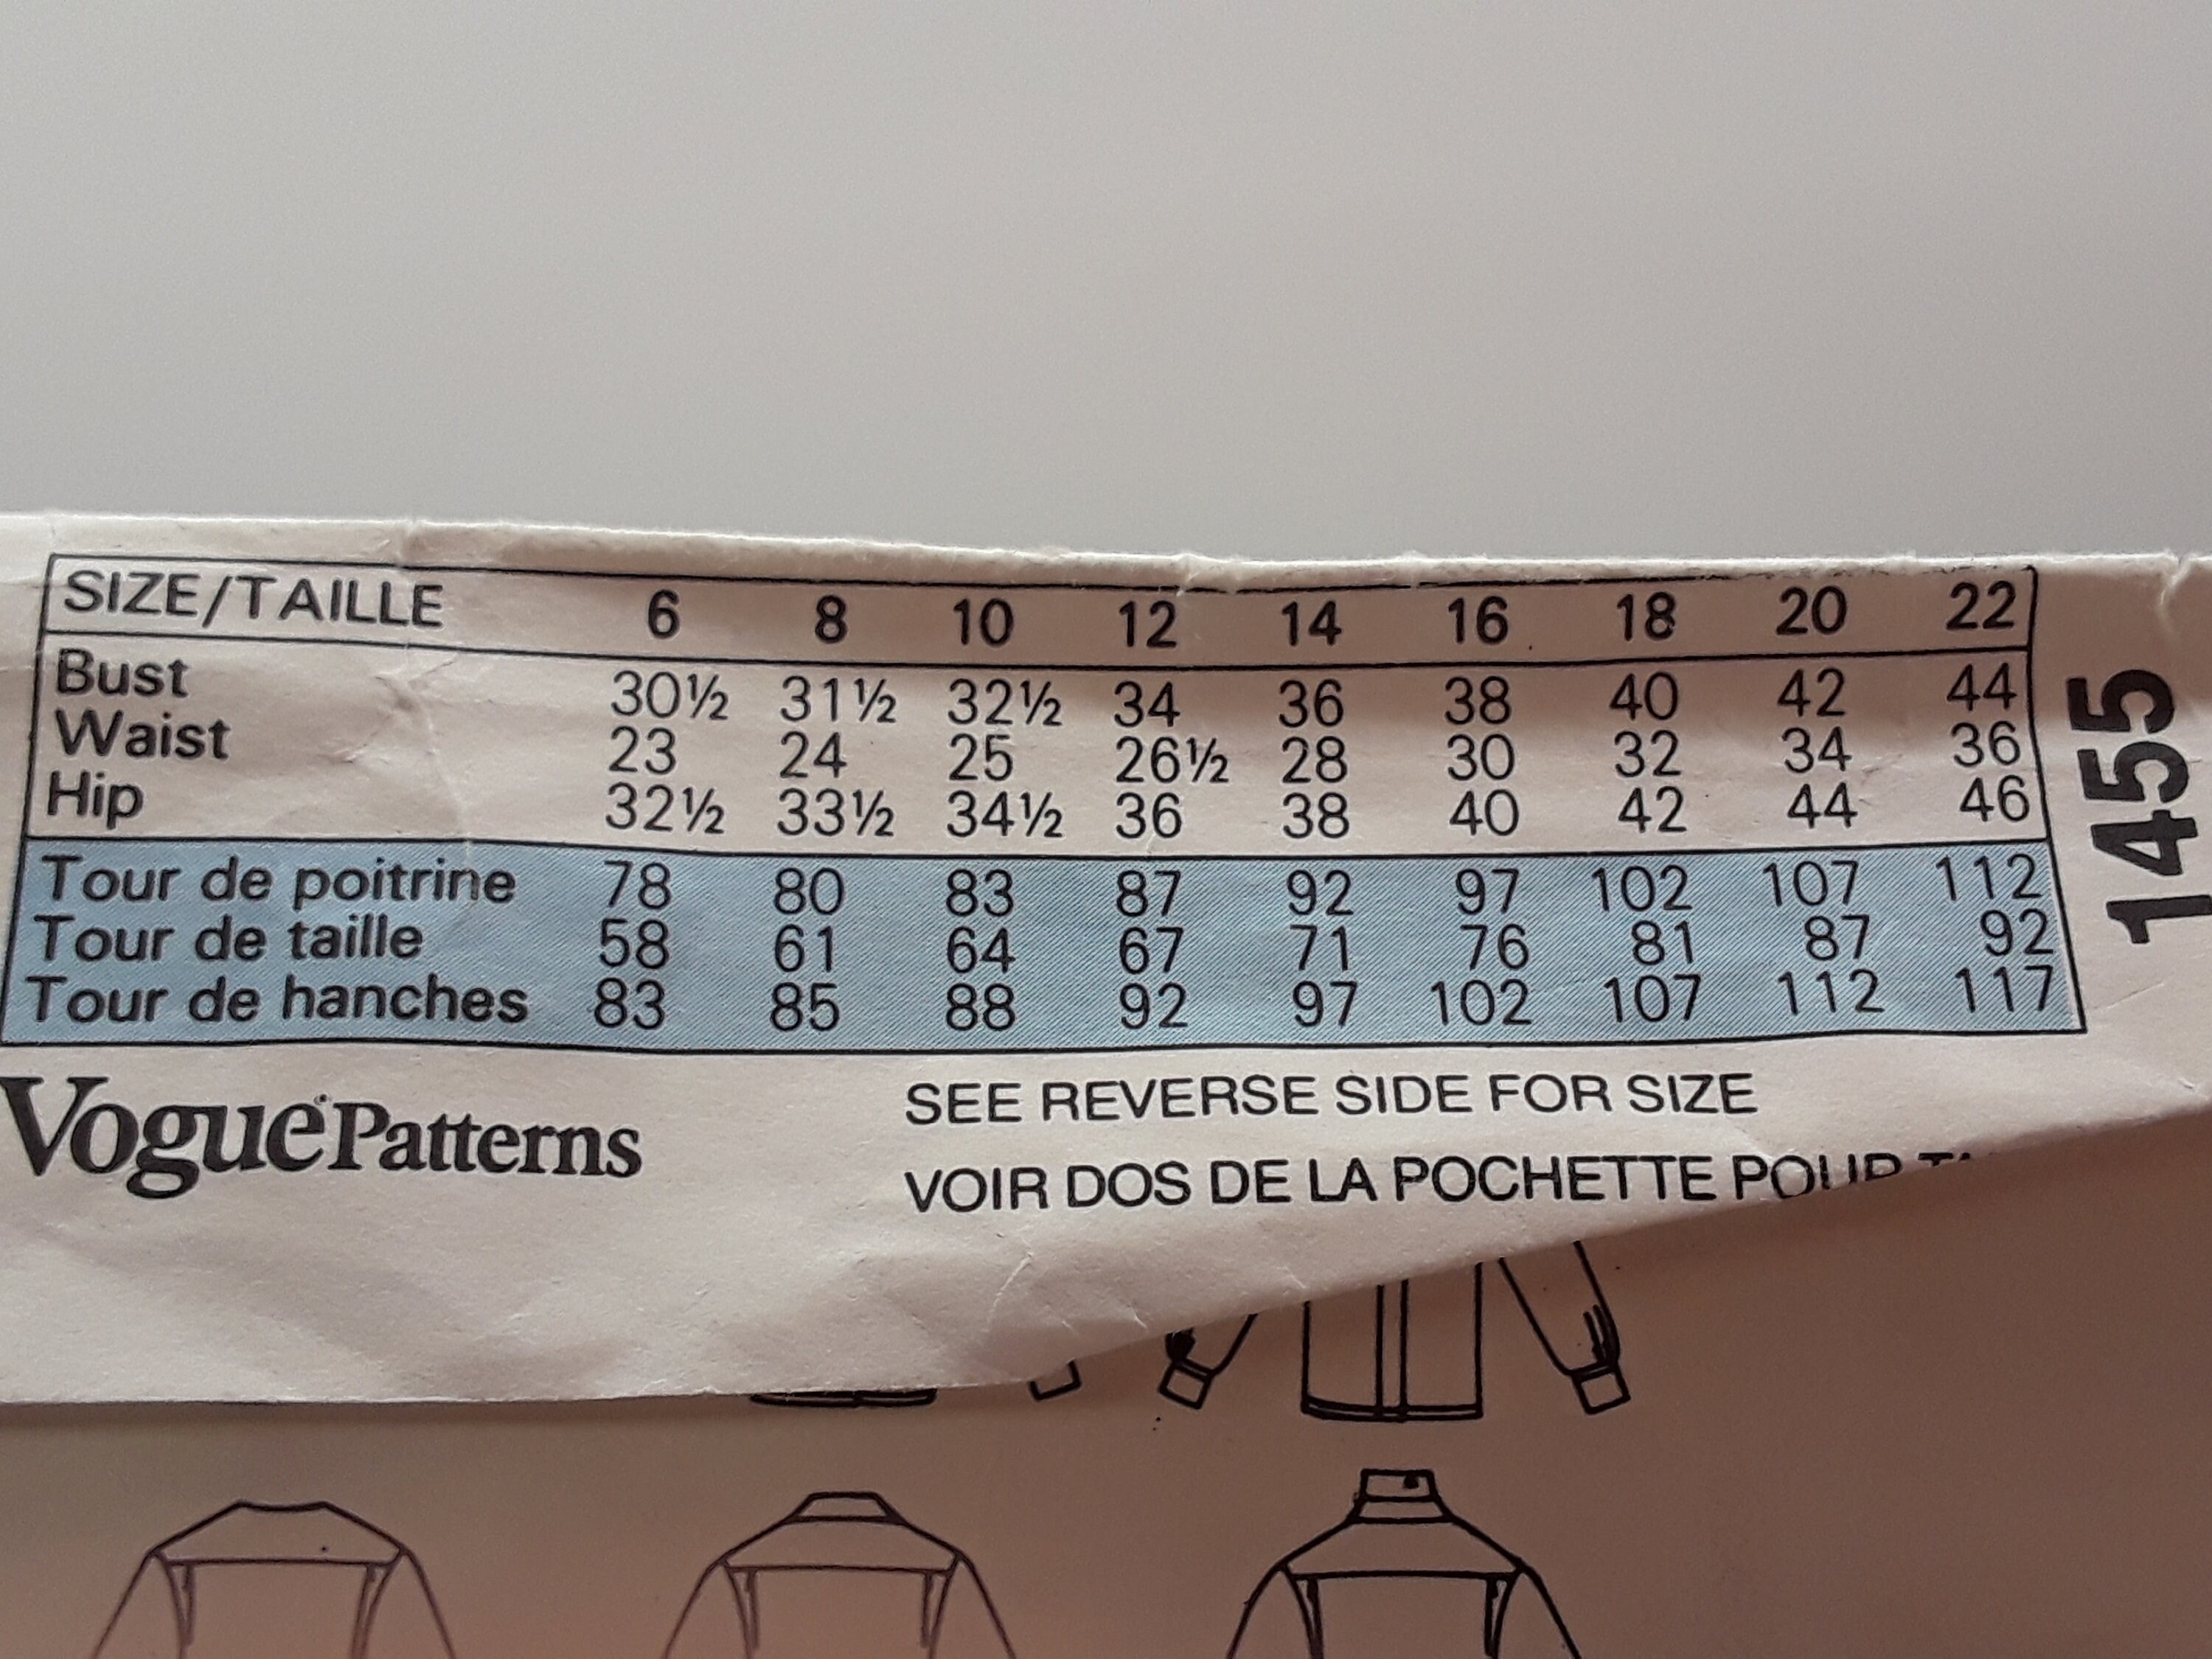 SIZE/TAILLE 6 8 10 12 14 16 18 20 22
Bust 30½ 31½ 32½ 34 36 38 40 42 44
Waist 23 24 25 26½ 28 30 32 34 36
Hip 32½ 33½ 34½ 36 38 40 42 44 46
Tour de poitrine 78 80 83 87 92 97 102 107 112
Tour de taille 58 61 64 67 71 76 81 87 92
Tour de hanches 83 85 88 92 97 102 107 112 117
1455
Vogue Patterns
SEE REVERSE SIDE FOR SIZE
VOIR DOS DE LA POCHETTE POUR